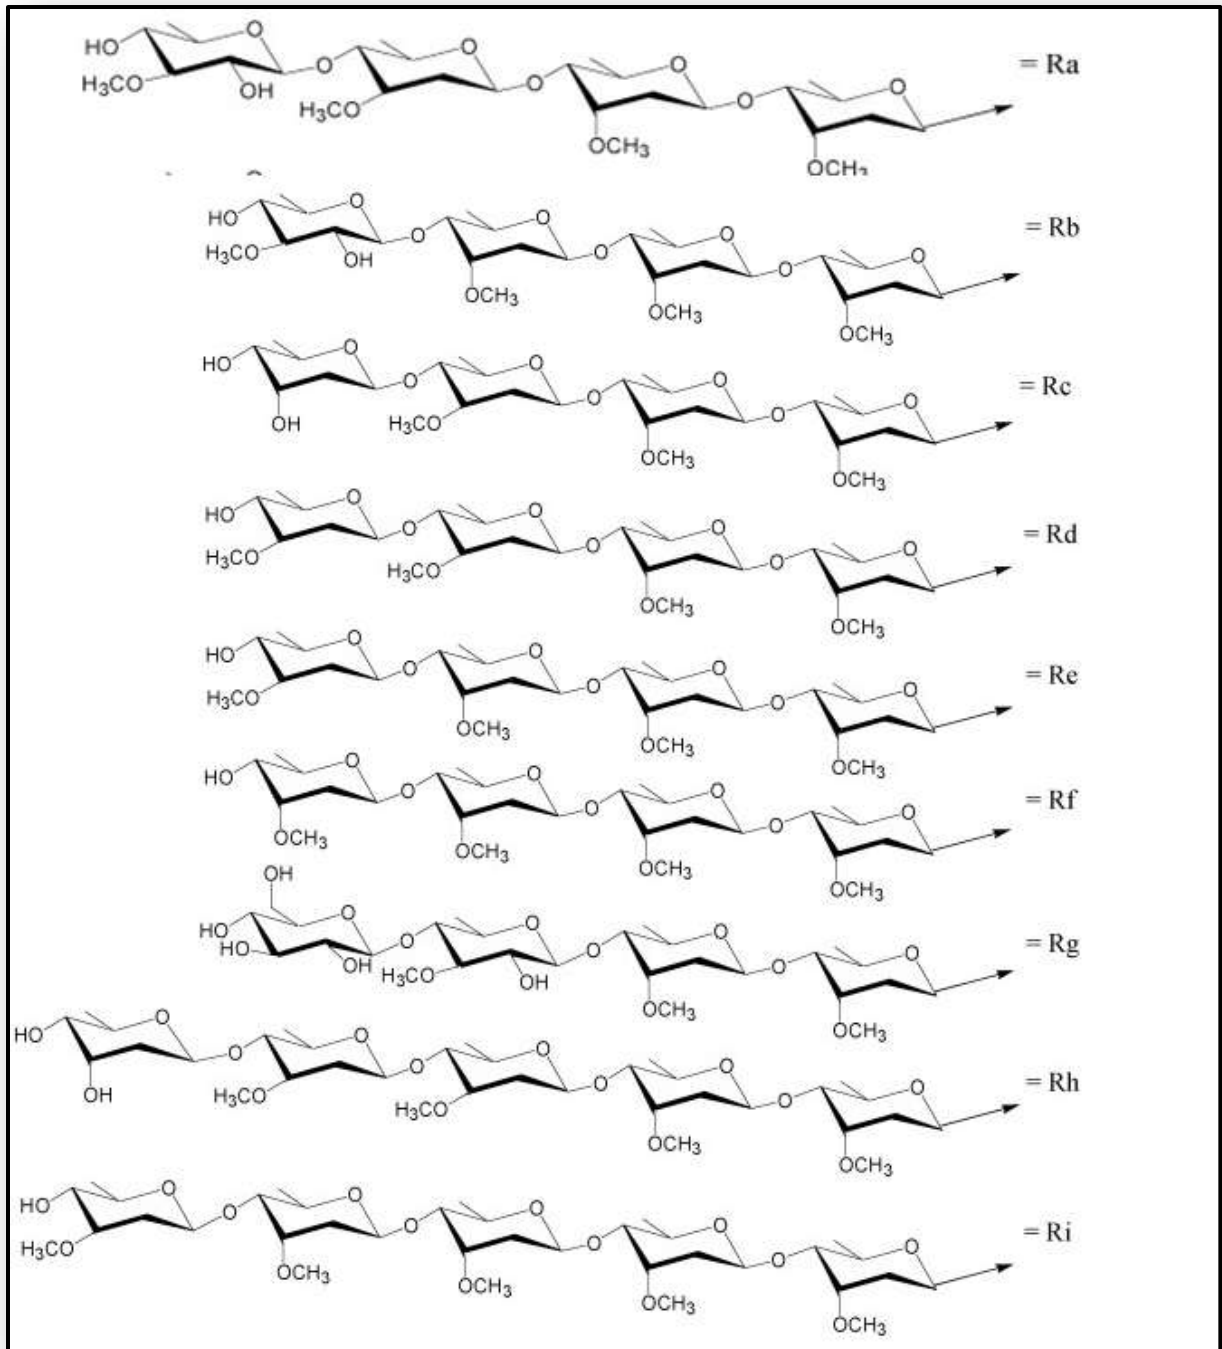 HO O O O O O O O = Ra
H₃CO OH H₃CO OCH₃ OCH₃
HO O O O O O O O = Rb
H₃CO OH OCH₃ OCH₃ OCH₃
HO O O O O O O O = Rc
OH H₃CO OCH₃ OCH₃
HO O O O O O O O = Rd
H₃CO H₃CO OCH₃ OCH₃
HO O O O O O O O = Re
H₃CO OCH₃ OCH₃ OCH₃
HO O O O O O O O = Rf
OCH₃ OCH₃ OCH₃ OCH₃
OH
HO O O O O O O O = Rg
HO OH H₃CO OH OCH₃ OCH₃
HO O O O O O O O O O = Rh
OH H₃CO H₃CO OCH₃ OCH₃
HO O O O O O O O O O = Ri
H₃CO OCH₃ OCH₃ OCH₃ OCH₃